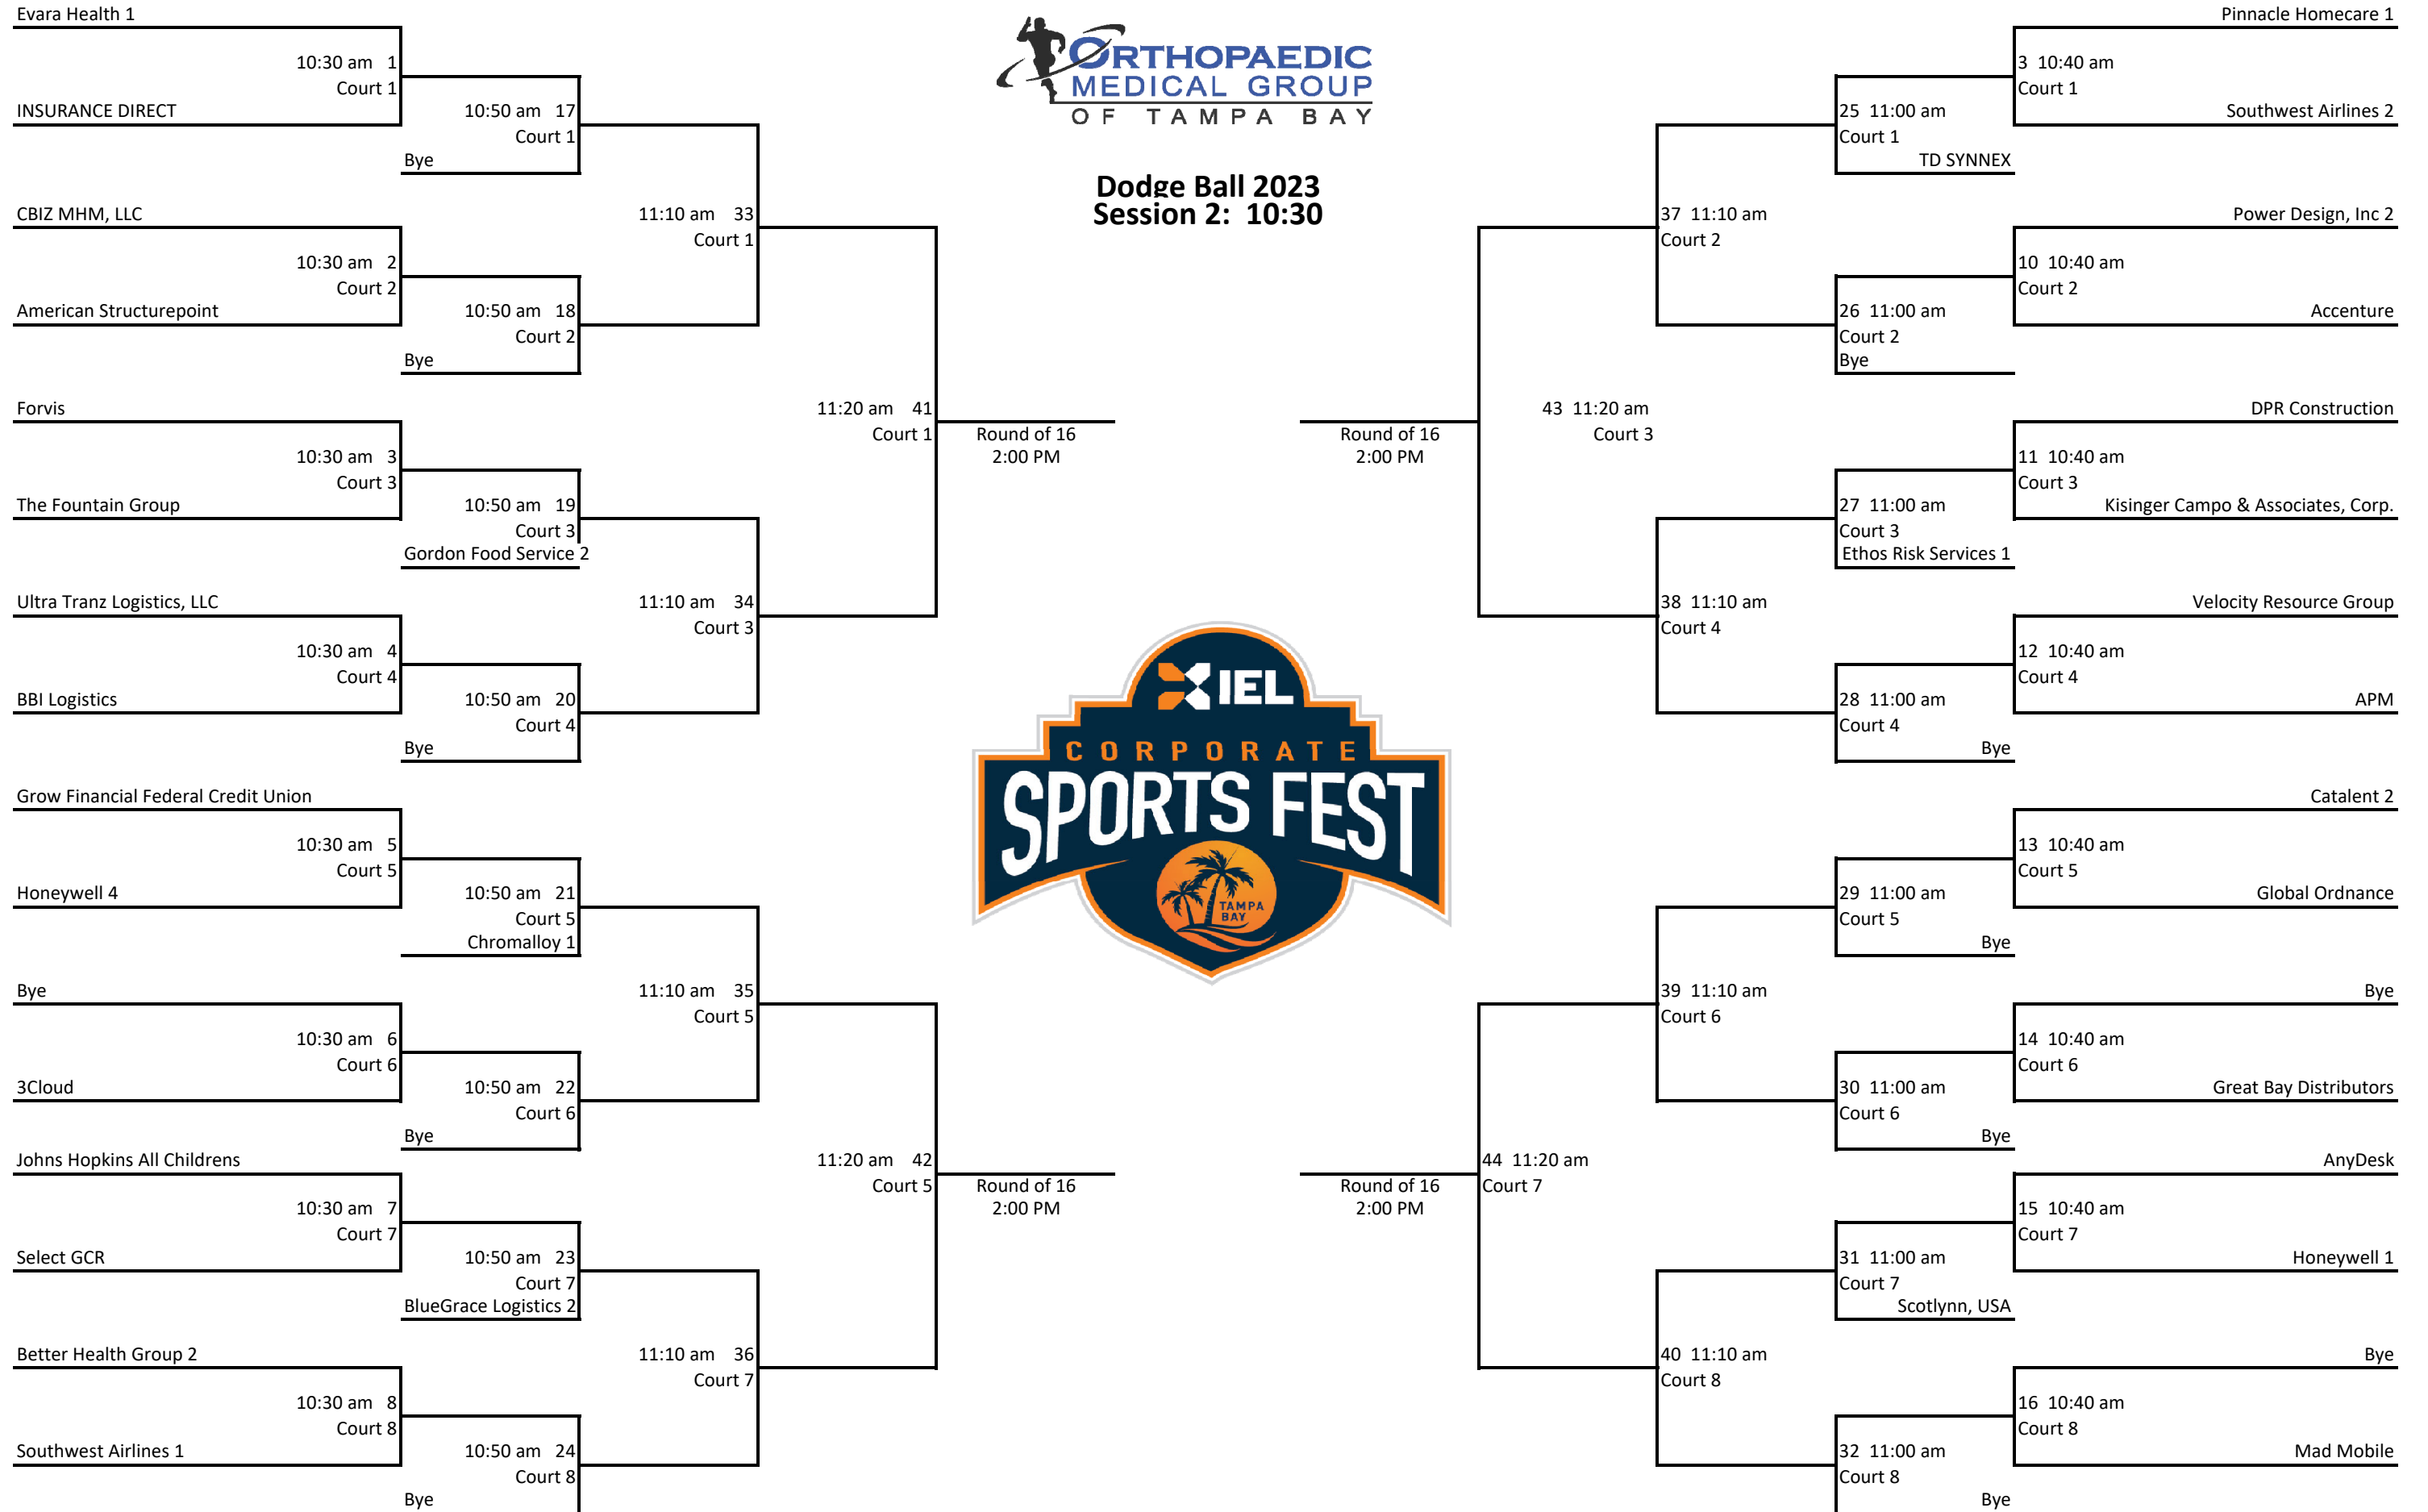 ORTHOPAEDIC
MEDICAL GROUP
OF TAMPA BAY
Dodge Ball 2023
Session 2: 10:30
Evara Health 1
10:30 am 1
Court 1
INSURANCE DIRECT
10:50 am 17
Court 1
Bye
CBIZ MHM, LLC
11:10 am 33
Court 1
10:30 am 2
Court 2
American Structurepoint
10:50 am 18
Court 2
Bye
Forvis
11:20 am 41
Court 1
Round of 16
2:00 PM
10:30 am 3
Court 3
The Fountain Group
10:50 am 19
Court 3
Gordon Food Service 2
Ultra Tranz Logistics, LLC
11:10 am 34
Court 3
10:30 am 4
Court 4
BBI Logistics
10:50 am 20
Court 4
Bye
Grow Financial Federal Credit Union
10:30 am 5
Court 5
Honeywell 4
10:50 am 21
Court 5
Chromalloy 1
Bye
11:10 am 35
Court 5
10:30 am 6
Court 6
3Cloud
10:50 am 22
Court 6
Bye
Johns Hopkins All Childrens
11:20 am 42
Court 5
Round of 16
2:00 PM
10:30 am 7
Court 7
Select GCR
10:50 am 23
Court 7
BlueGrace Logistics 2
Better Health Group 2
11:10 am 36
Court 7
10:30 am 8
Court 8
Southwest Airlines 1
10:50 am 24
Court 8
Bye
IEL
CORPORATE
SPORTS FEST
TAMPA
BAY
Pinnacle Homecare 1
3 10:40 am
Court 1
Southwest Airlines 2
25 11:00 am
Court 1
TD SYNNEX
Power Design, Inc 2
37 11:10 am
Court 2
10 10:40 am
Court 2
Accenture
26 11:00 am
Court 2
Bye
DPR Construction
43 11:20 am
Court 3
Round of 16
2:00 PM
11 10:40 am
Court 3
Kisinger Campo & Associates, Corp.
27 11:00 am
Court 3
Ethos Risk Services 1
Velocity Resource Group
38 11:10 am
Court 4
12 10:40 am
Court 4
APM
28 11:00 am
Court 4
Bye
Catalent 2
13 10:40 am
Court 5
Global Ordnance
29 11:00 am
Court 5
Bye
Bye
39 11:10 am
Court 6
14 10:40 am
Court 6
Great Bay Distributors
30 11:00 am
Court 6
Bye
AnyDesk
44 11:20 am
Court 7
Round of 16
2:00 PM
15 10:40 am
Court 7
Honeywell 1
31 11:00 am
Court 7
Scotlynn, USA
Bye
40 11:10 am
Court 8
16 10:40 am
Court 8
Mad Mobile
32 11:00 am
Court 8
Bye